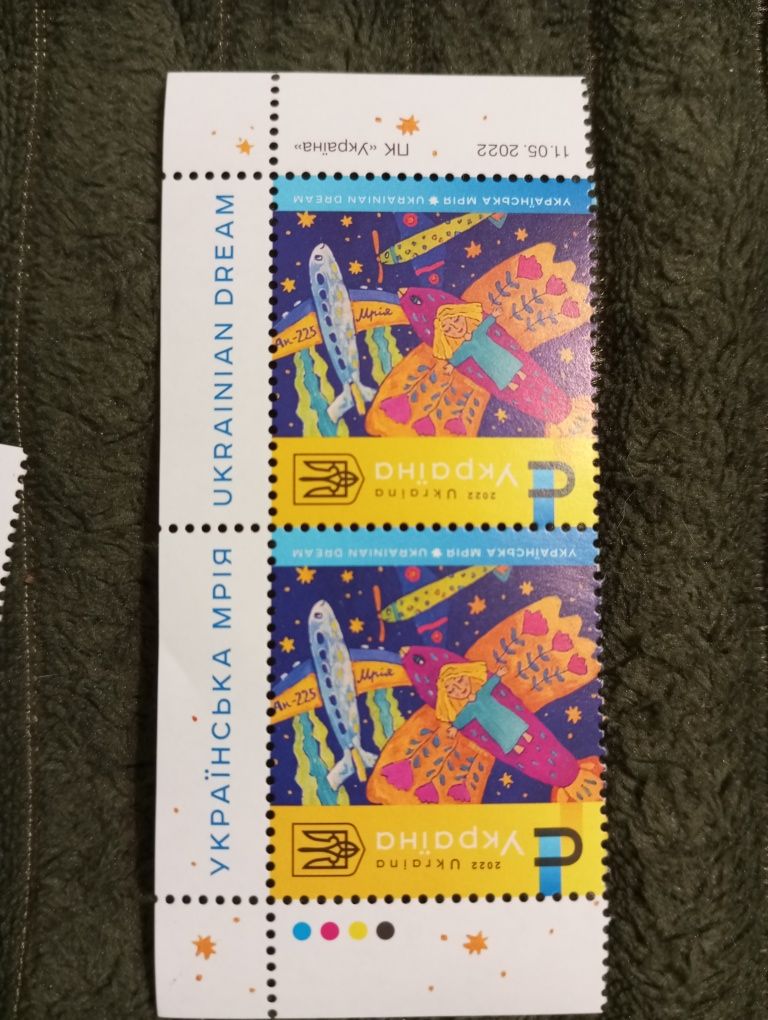 11.05. 2022
ПК «Україна»
УКРАЇНСЬКА МРІЯ UKRAINIAN DREAM
УКРАЇНСЬКА МРІЯ UKRAINIAN DREAM
Ан-225
Мрія
Україна
2022 Ukraina
U
УКРАЇНСЬКА МРІЯ UKRAINIAN DREAM
Ан-225
Мрія
Україна
2022 Ukraina
U